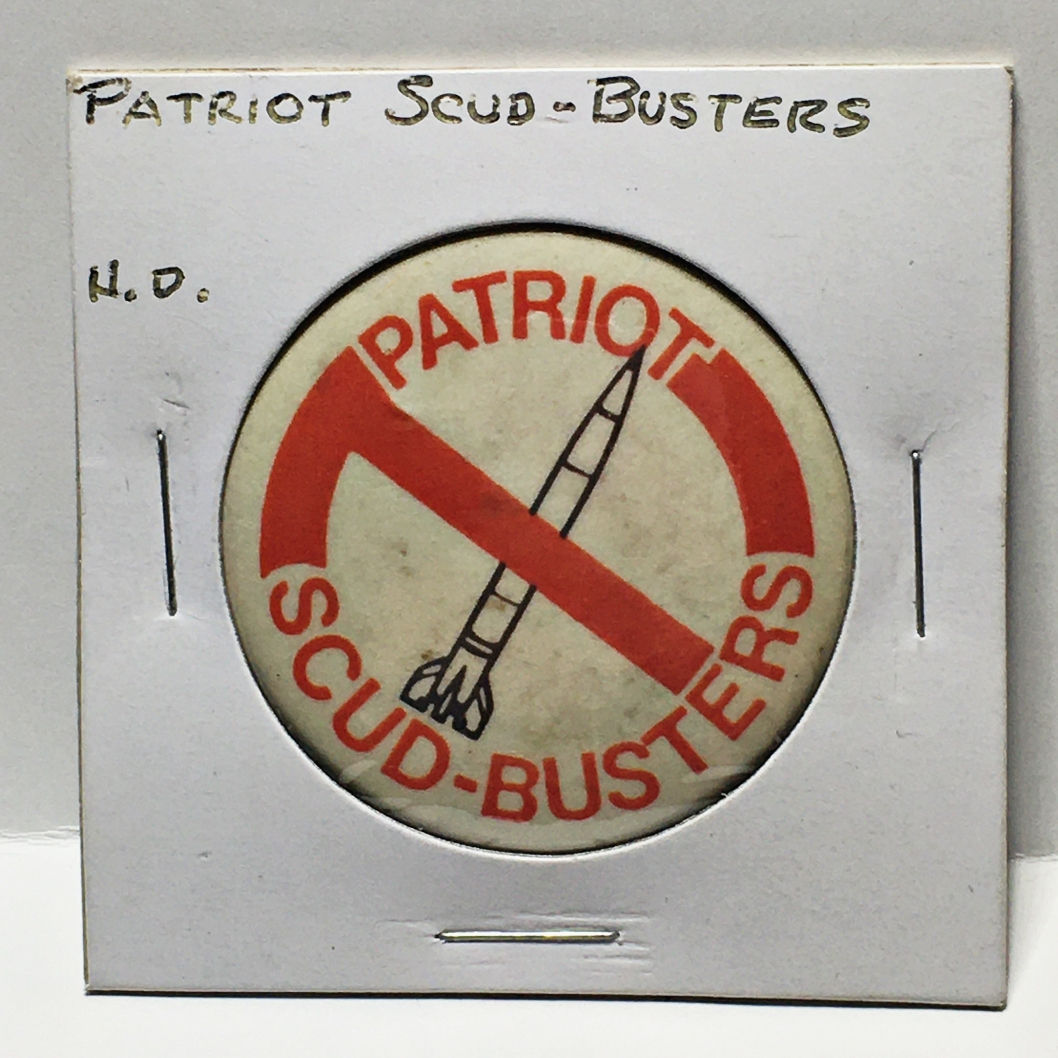 PATRIOT SCUD-BUSTERS
N.D.
PATRIOT
SCUD-BUSTERS